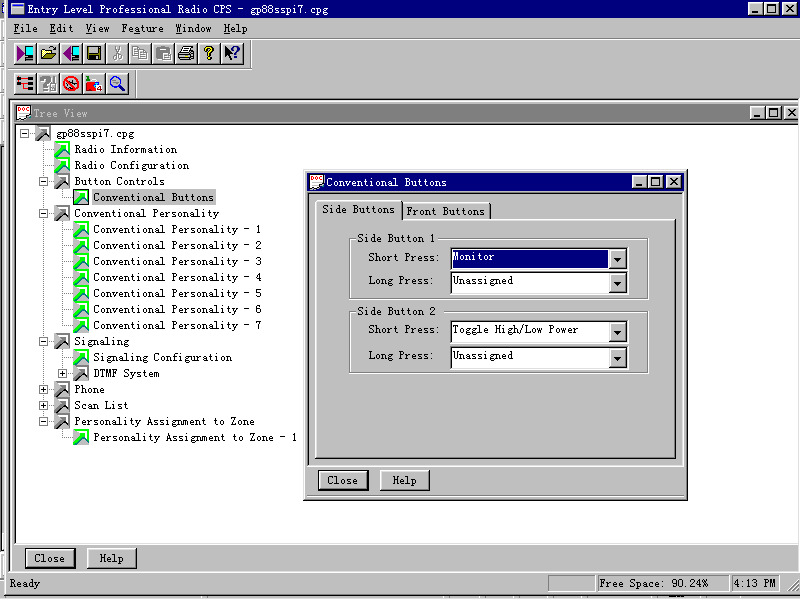 Entry Level Professional Radio CPS - gp88sspi7.cpg
File Edit View Feature Window Help
Tree View
gp88sspi7.cpg
Radio Information
Radio Configuration
Button Controls
Conventional Buttons
Conventional Personality
Conventional Personality - 1
Conventional Personality - 2
Conventional Personality - 3
Conventional Personality - 4
Conventional Personality - 5
Conventional Personality - 6
Conventional Personality - 7
Signaling
Signaling Configuration
DTMF System
Phone
Scan List
Personality Assignment to Zone
Personality Assignment to Zone - 1
Conventional Buttons
Side Buttons Front Buttons
Side Button 1
Short Press: Monitor
Long Press: Unassigned
Side Button 2
Short Press: Toggle High/Low Power
Long Press: Unassigned
Close Help
Close Help
Ready Free Space: 90.24% 4:13 PM